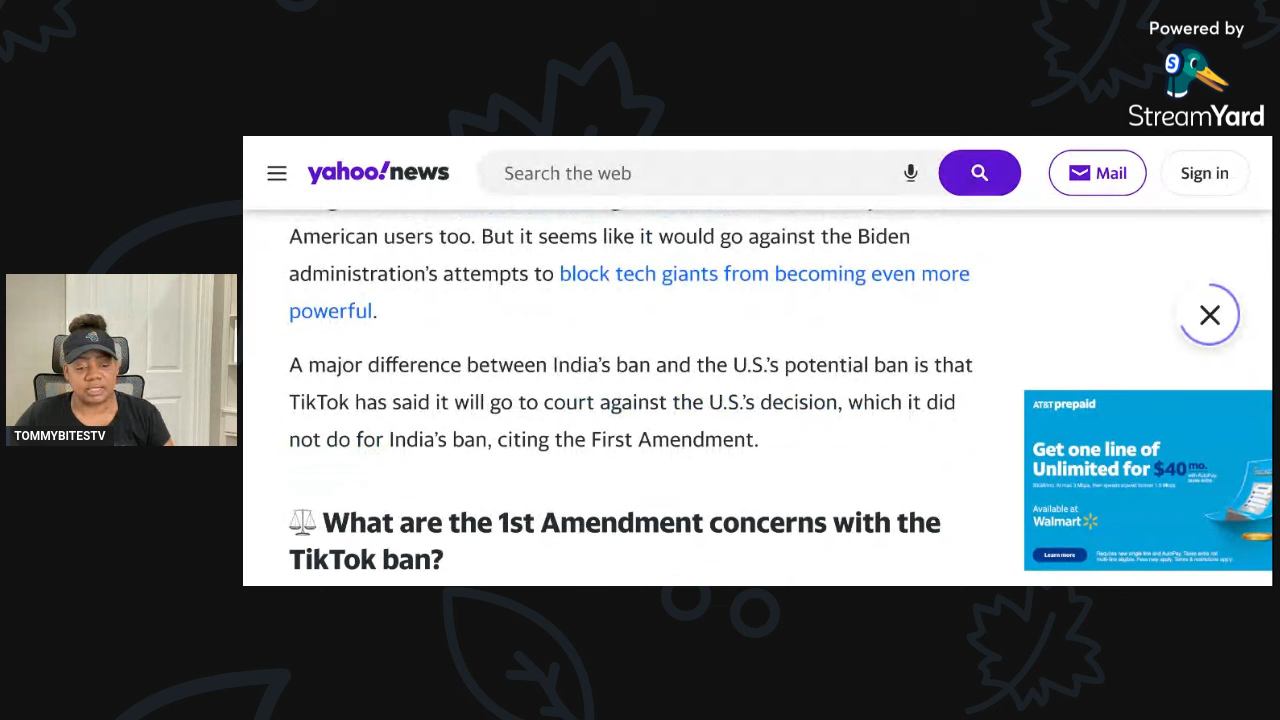 Powered by
S
StreamYard
yahoo!news
Search the web
Mail
Sign in
American users too. But it seems like it would go against the Biden
administration's attempts to block tech giants from becoming even more
powerful.
A major difference between India's ban and the U.S.'s potential ban is that
TikTok has said it will go to court against the U.S.'s decision, which it did
not do for India's ban, citing the First Amendment.
What are the 1st Amendment concerns with the
TikTok ban?
TOMMYBITESTV
AT&T prepaid
Get one line of
Unlimited for $40 mo.
Available at
Walmart
Learn more